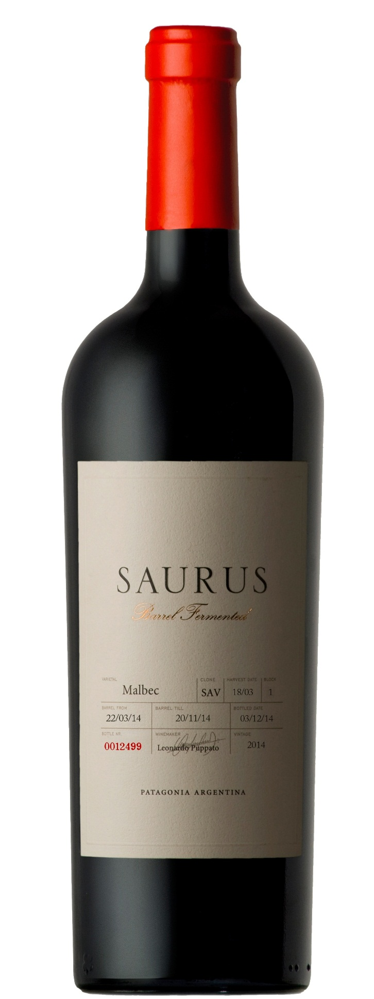 SAURUS
Barrel Fermented
VARIETAL CLONE HARVEST DATE BLOCK
Malbec SAV 18/03 1
BARREL FROM BARREL TILL BOTTLED DATE
22/03/14 20/11/14 03/12/14
BOTTLE NR. WINEMAKER VINTAGE
0012499 Leonardo Puppato 2014
PATAGONIA ARGENTINA